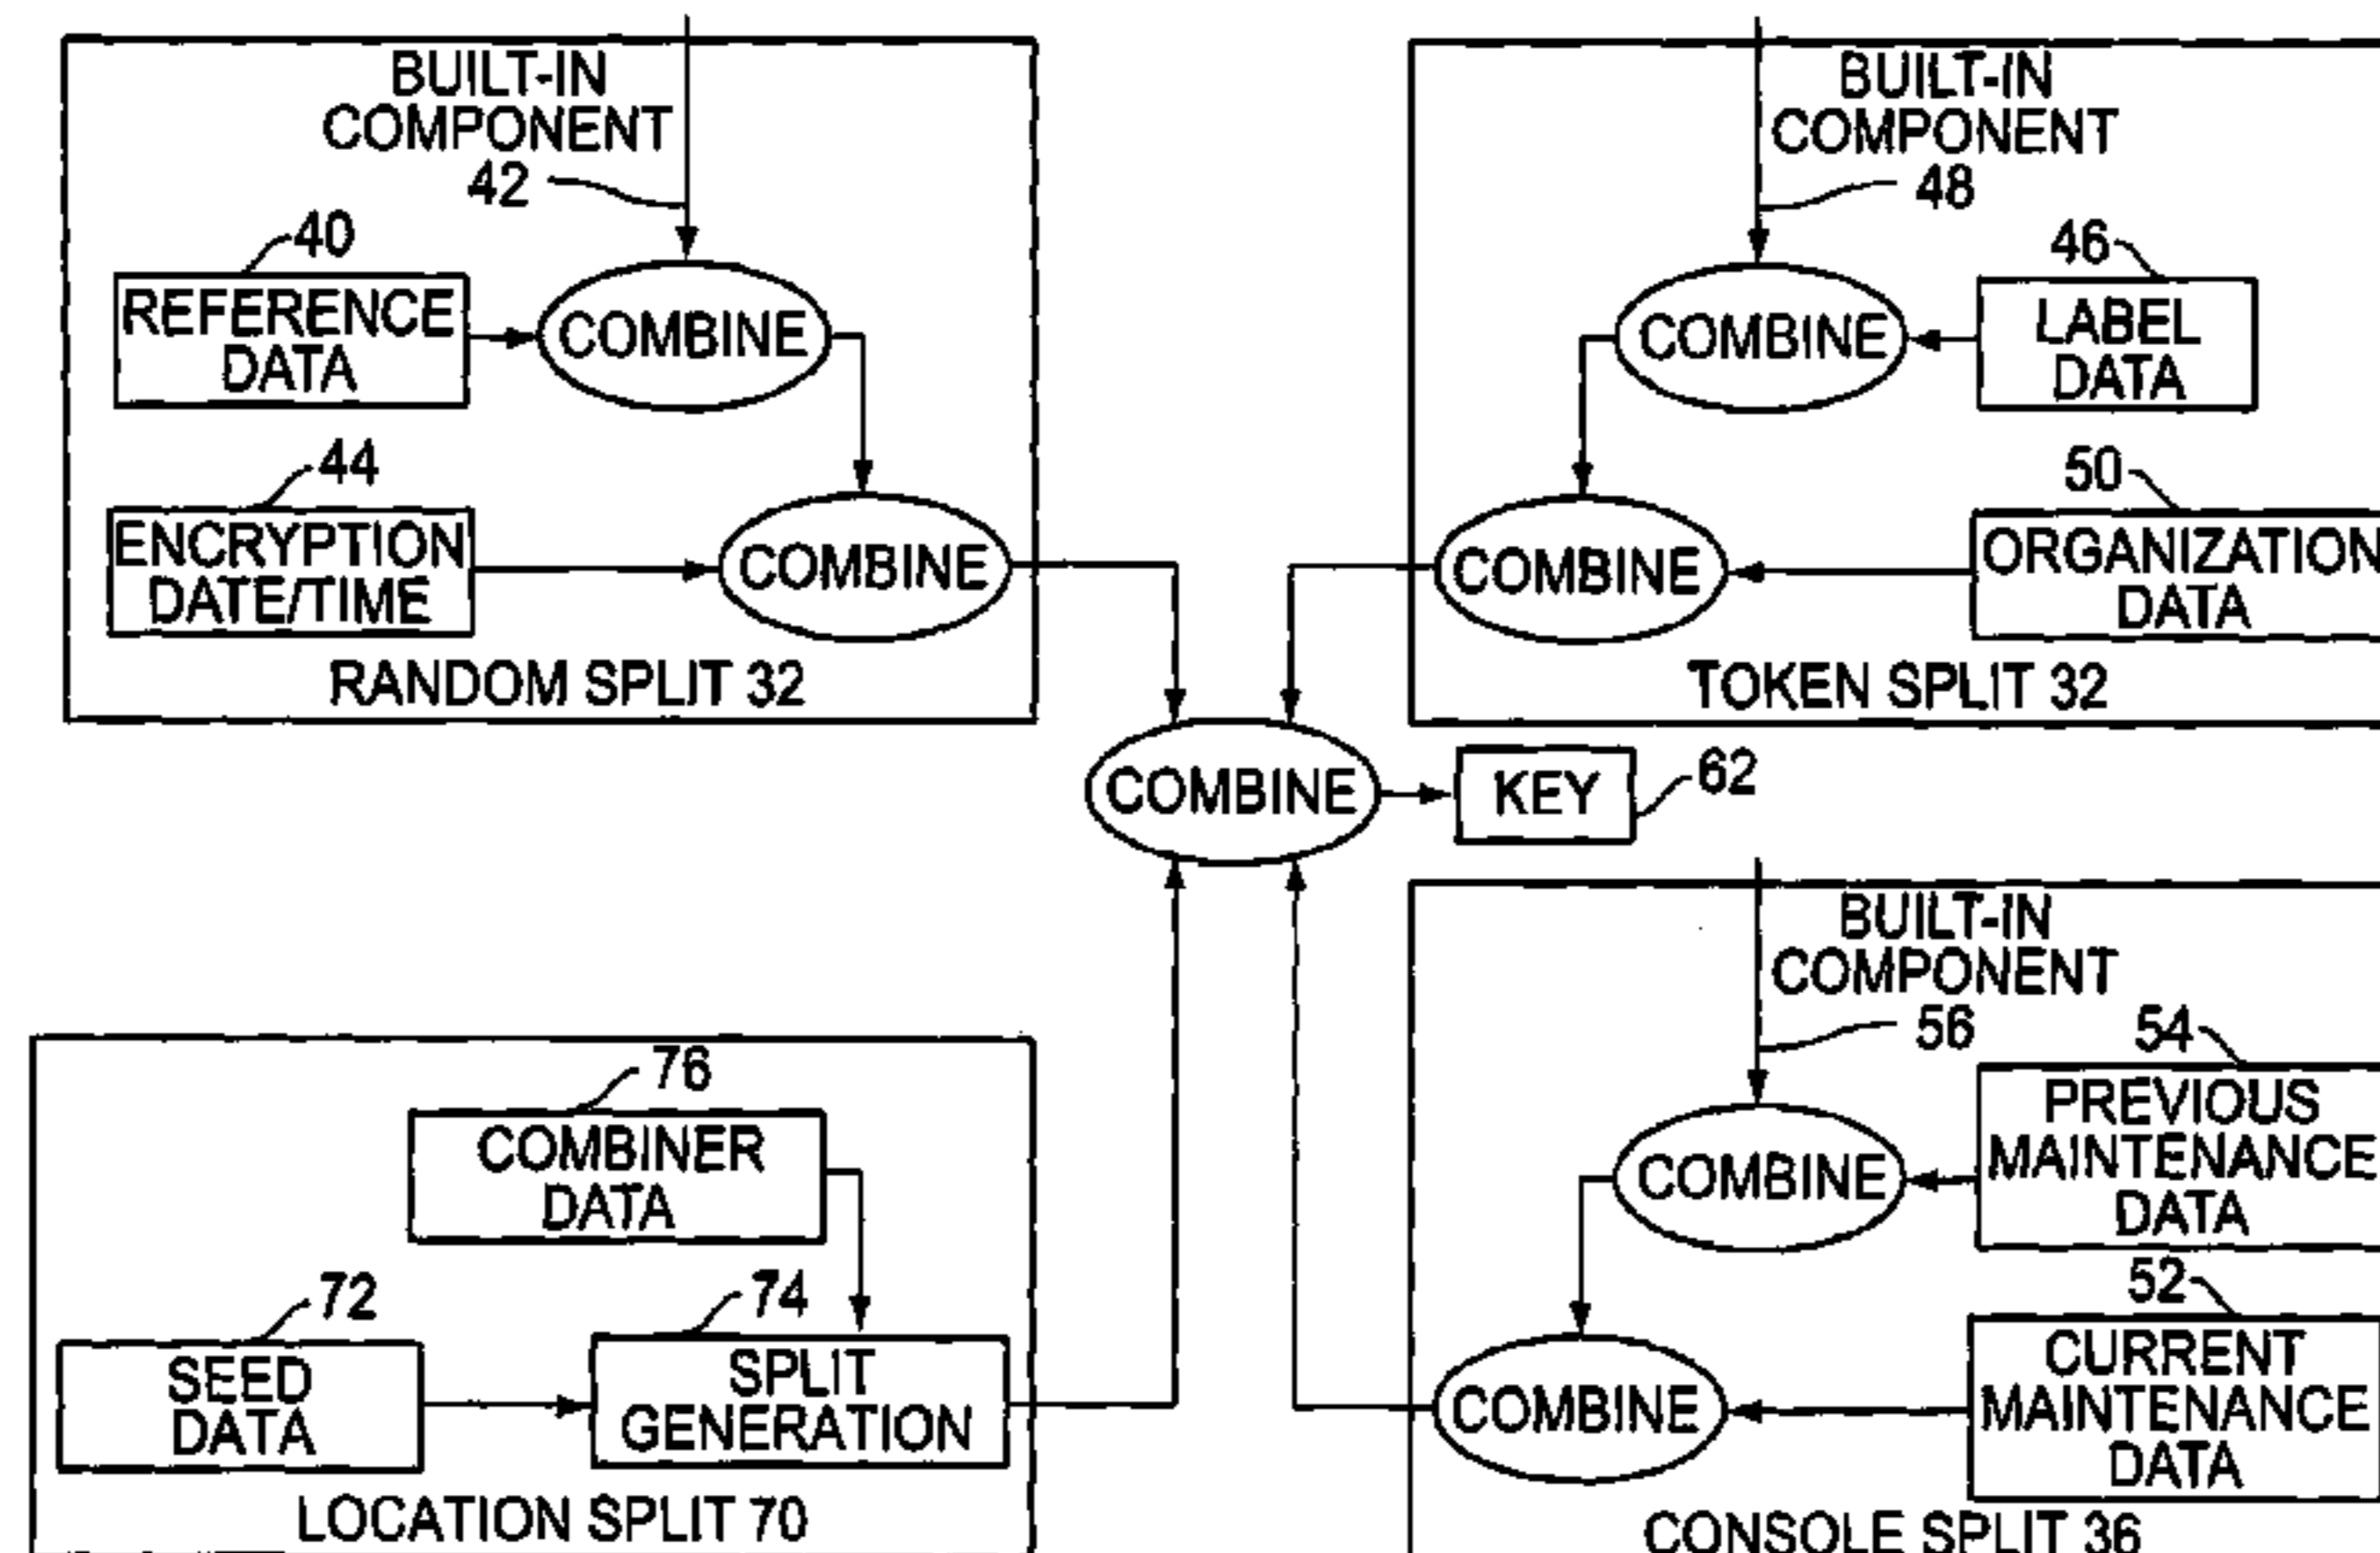 BUILT-IN
COMPONENT
42
40
REFERENCE
DATA
COMBINE
44
ENCRYPTION
DATE/TIME
COMBINE
RANDOM SPLIT 32
BUILT-IN
COMPONENT
48
46
COMBINE
LABEL
DATA
50
COMBINE
ORGANIZATION
DATA
TOKEN SPLIT 32
COMBINE
KEY
62
76
COMBINER
DATA
72
74
SEED
DATA
SPLIT
GENERATION
LOCATION SPLIT 70
BUILT-IN
COMPONENT
56
54
COMBINE
PREVIOUS
MAINTENANCE
DATA
52
COMBINE
CURRENT
MAINTENANCE
DATA
CONSOLE SPLIT 36